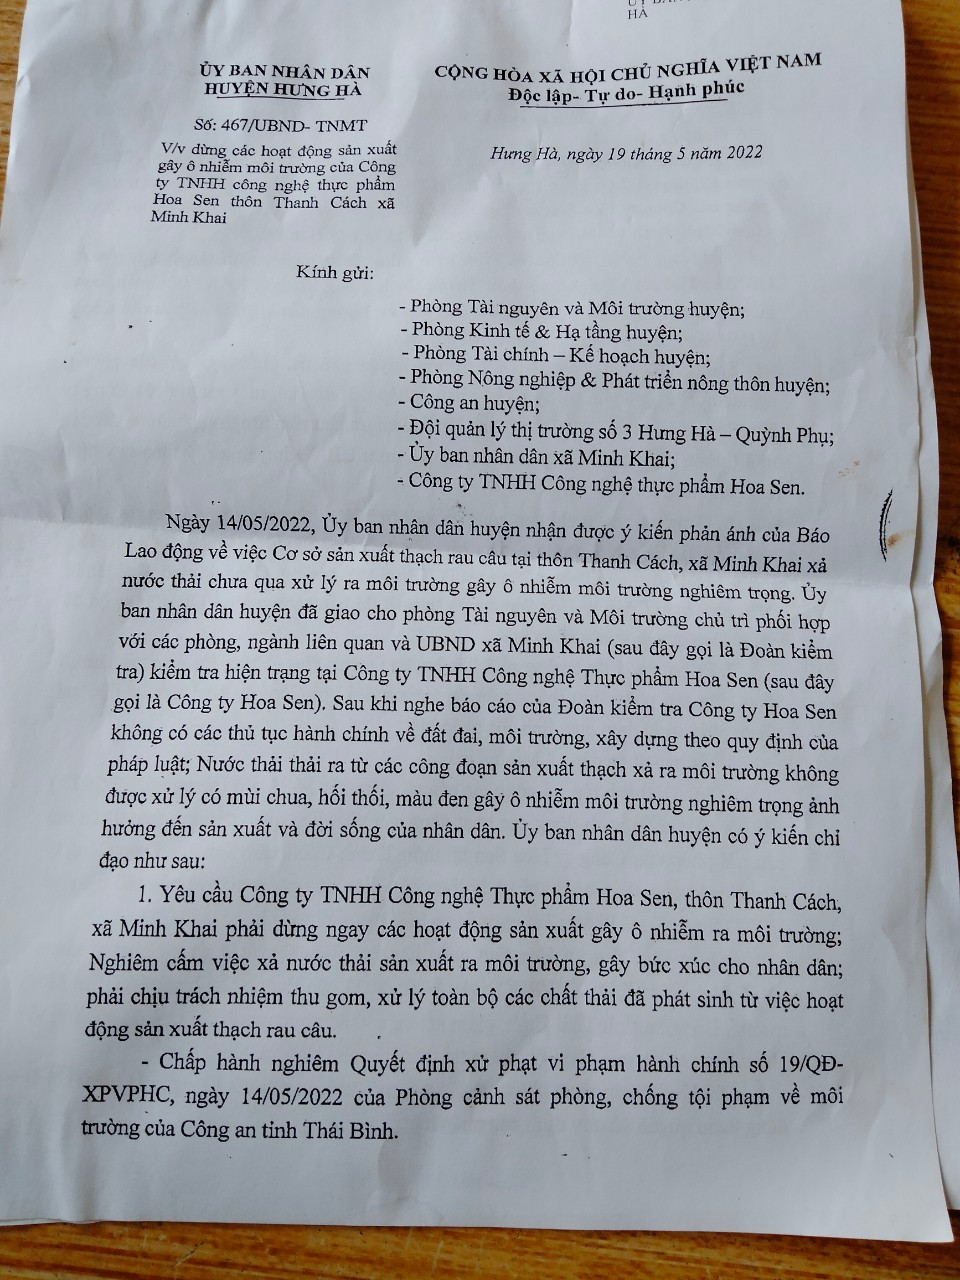 HÀ
ỦY BAN NHÂN DÂN
HUYỆN HƯNG HÀ
CỘNG HÒA XÃ HỘI CHỦ NGHĨA VIỆT NAM
Độc lập- Tự do- Hạnh phúc
Số: 467/UBND- TNMT
V/v dừng các hoạt động sản xuất
gây ô nhiễm môi trường của Công
ty TNHH công nghệ thực phẩm
Hoa Sen thôn Thanh Cách xã
Minh Khai
Hưng Hà, ngày 19 tháng 5 năm 2022
Kính gửi:
- Phòng Tài nguyên và Môi trường huyện;
- Phòng Kinh tế & Hạ tầng huyện;
- Phòng Tài chính – Kế hoạch huyện;
- Phòng Nông nghiệp & Phát triển nông thôn huyện;
- Công an huyện;
- Đội quản lý thị trường số 3 Hưng Hà – Quỳnh Phụ;
- Ủy ban nhân dân xã Minh Khai;
- Công ty TNHH Công nghệ thực phẩm Hoa Sen.
Ngày 14/05/2022, Ủy ban nhân dân huyện nhận được ý kiến phản ánh của Báo
Lao động về việc Cơ sở sản xuất thạch rau câu tại thôn Thanh Cách, xã Minh Khai xả
nước thải chưa qua xử lý ra môi trường gây ô nhiễm môi trường nghiêm trọng. Ủy
ban nhân dân huyện đã giao cho phòng Tài nguyên và Môi trường chủ trì phối hợp
với các phòng, ngành liên quan và UBND xã Minh Khai (sau đây gọi là Đoàn kiểm
tra) kiểm tra hiện trạng tại Công ty TNHH Công nghệ Thực phẩm Hoa Sen (sau đây
gọi là Công ty Hoa Sen). Sau khi nghe báo cáo của Đoàn kiểm tra Công ty Hoa Sen
không có các thủ tục hành chính về đất đai, môi trường, xây dựng theo quy định của
pháp luật; Nước thải thải ra từ các công đoạn sản xuất thạch xả ra môi trường không
được xử lý có mùi chua, hối thối, màu đen gây ô nhiễm môi trường nghiêm trọng ảnh
hưởng đến sản xuất và đời sống của nhân dân. Ủy ban nhân dân huyện có ý kiến chỉ
đạo như sau:
1. Yêu cầu Công ty TNHH Công nghệ Thực phẩm Hoa Sen, thôn Thanh Cách,
xã Minh Khai phải dừng ngay các hoạt động sản xuất gây ô nhiễm ra môi trường;
Nghiêm cấm việc xả nước thải sản xuất ra môi trường, gây bức xúc cho nhân dân;
phải chịu trách nhiệm thu gom, xử lý toàn bộ các chất thải đã phát sinh từ việc hoạt
động sản xuất thạch rau câu.
- Chấp hành nghiêm Quyết định xử phạt vi phạm hành chính số 19/QĐ-
XPVPHC, ngày 14/05/2022 của Phòng cảnh sát phòng, chống tội phạm về môi
trường của Công an tỉnh Thái Bình.